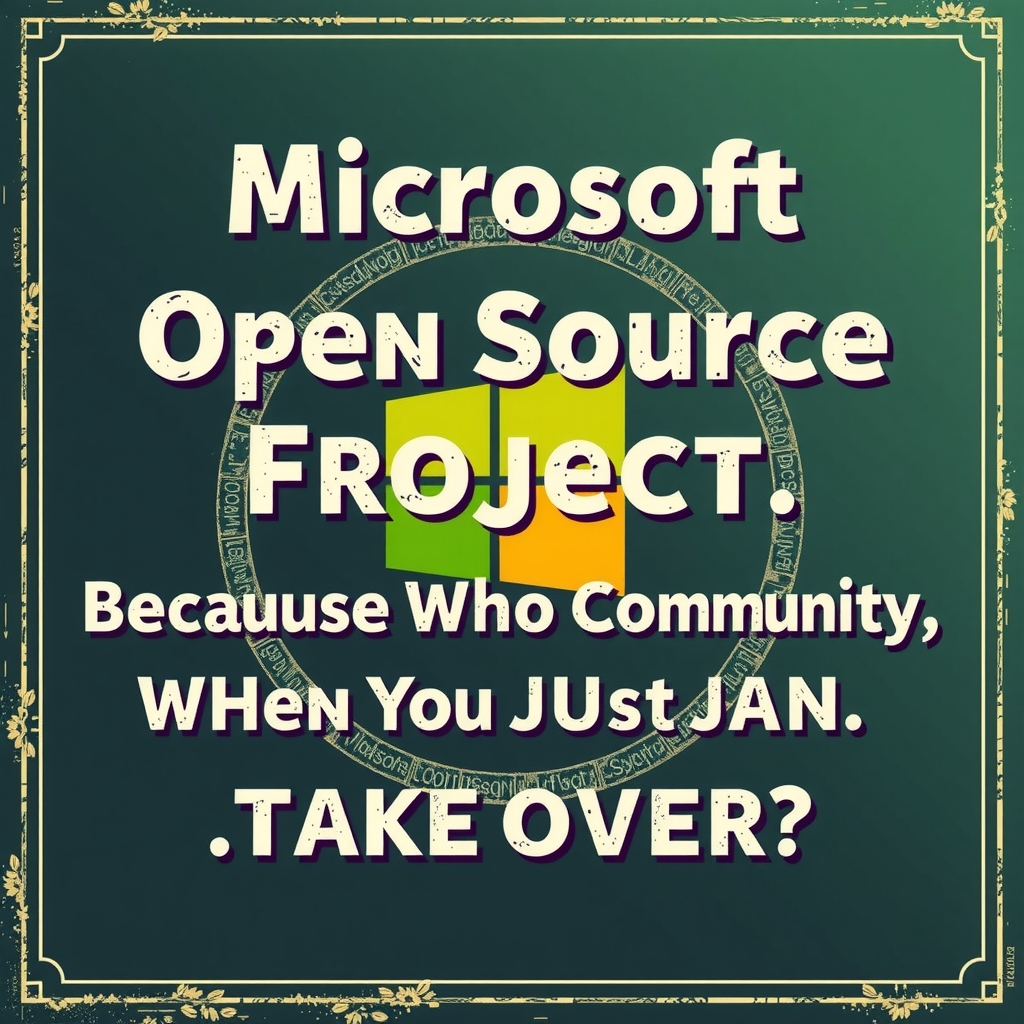 Microsoft
Open Source
FROJECT.
Becauuse Who Community,
WHeN You JUst JAN.
.TAKE OVER?